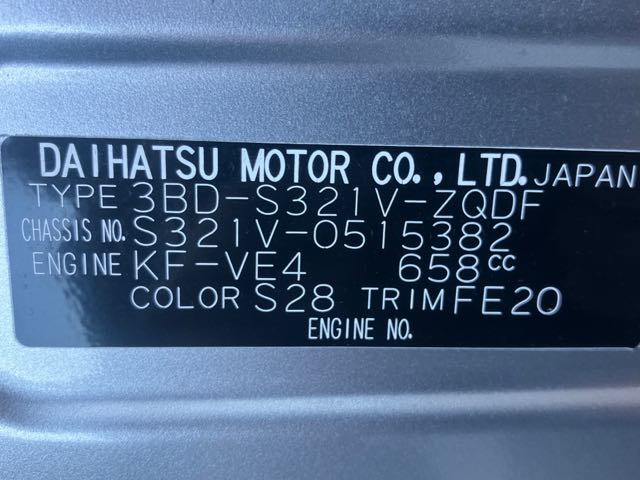 DAIHATSU MOTOR CO.,LTD. JAPAN
TYPE 3BD-S321V-ZQDF
CHASSIS NO. S321V-0515382
ENGINE KF-VE4 658CC
COLOR S28 TRIM FE20
ENGINE NO.